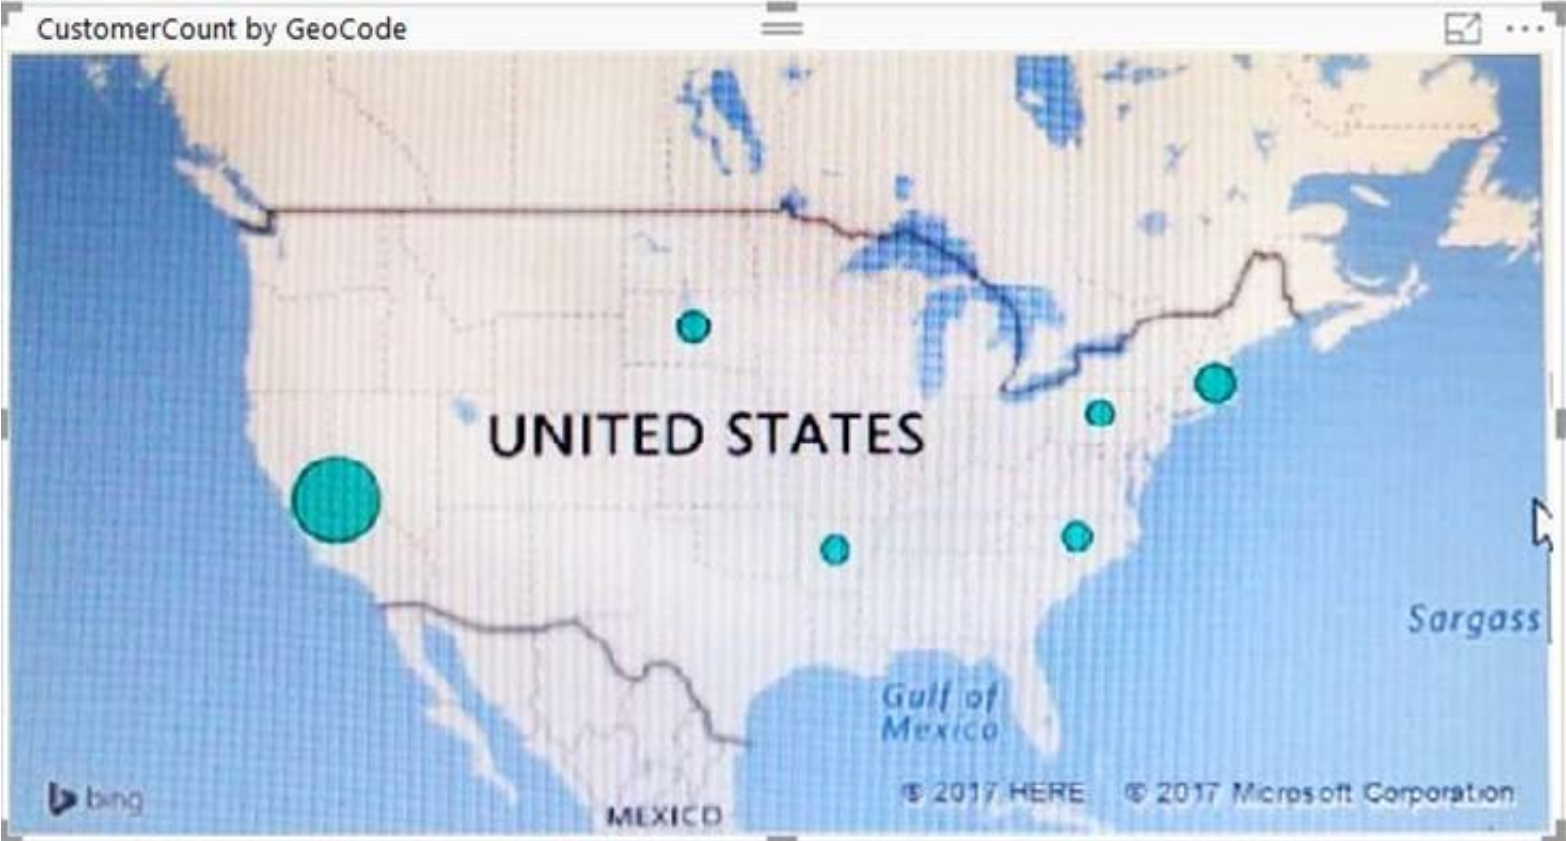 CustomerCount by GeoCode
UNITED STATES
Sargass
Gulf of
Mexico
bing
© 2017 HERE © 2017 Microsoft Corporation
MEXICO